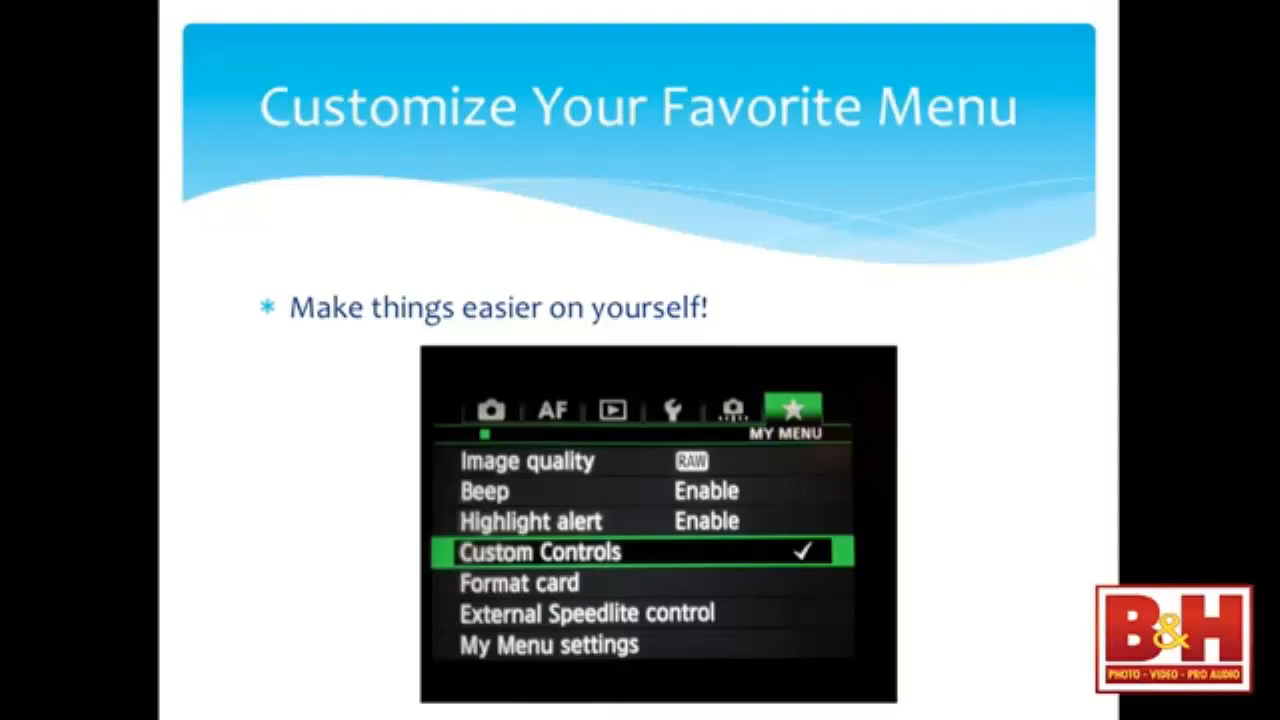 Customize Your Favorite Menu
* Make things easier on yourself!
AF
MY MENU
Image quality RAW
Beep Enable
Highlight alert Enable
Custom Controls ✓
Format card
External Speedlite control
My Menu settings
B&H
PHOTO - VIDEO - PRO AUDIO